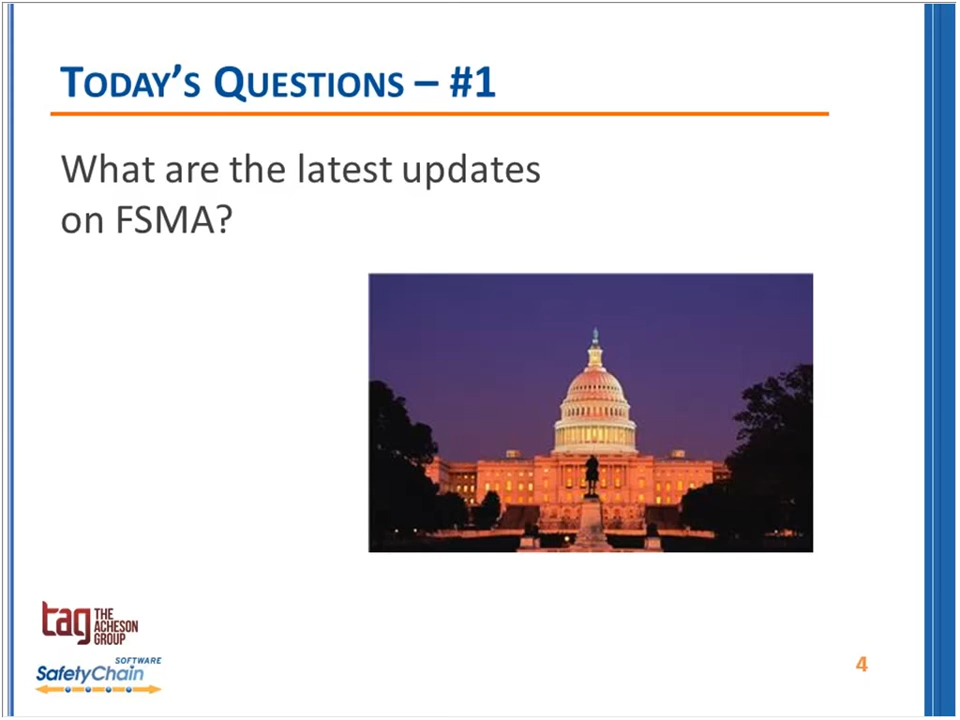 TODAY'S QUESTIONS – #1
What are the latest updates
on FSMA?
tag THE
ACHESON
GROUP
SOFTWARE
SafetyChain
4